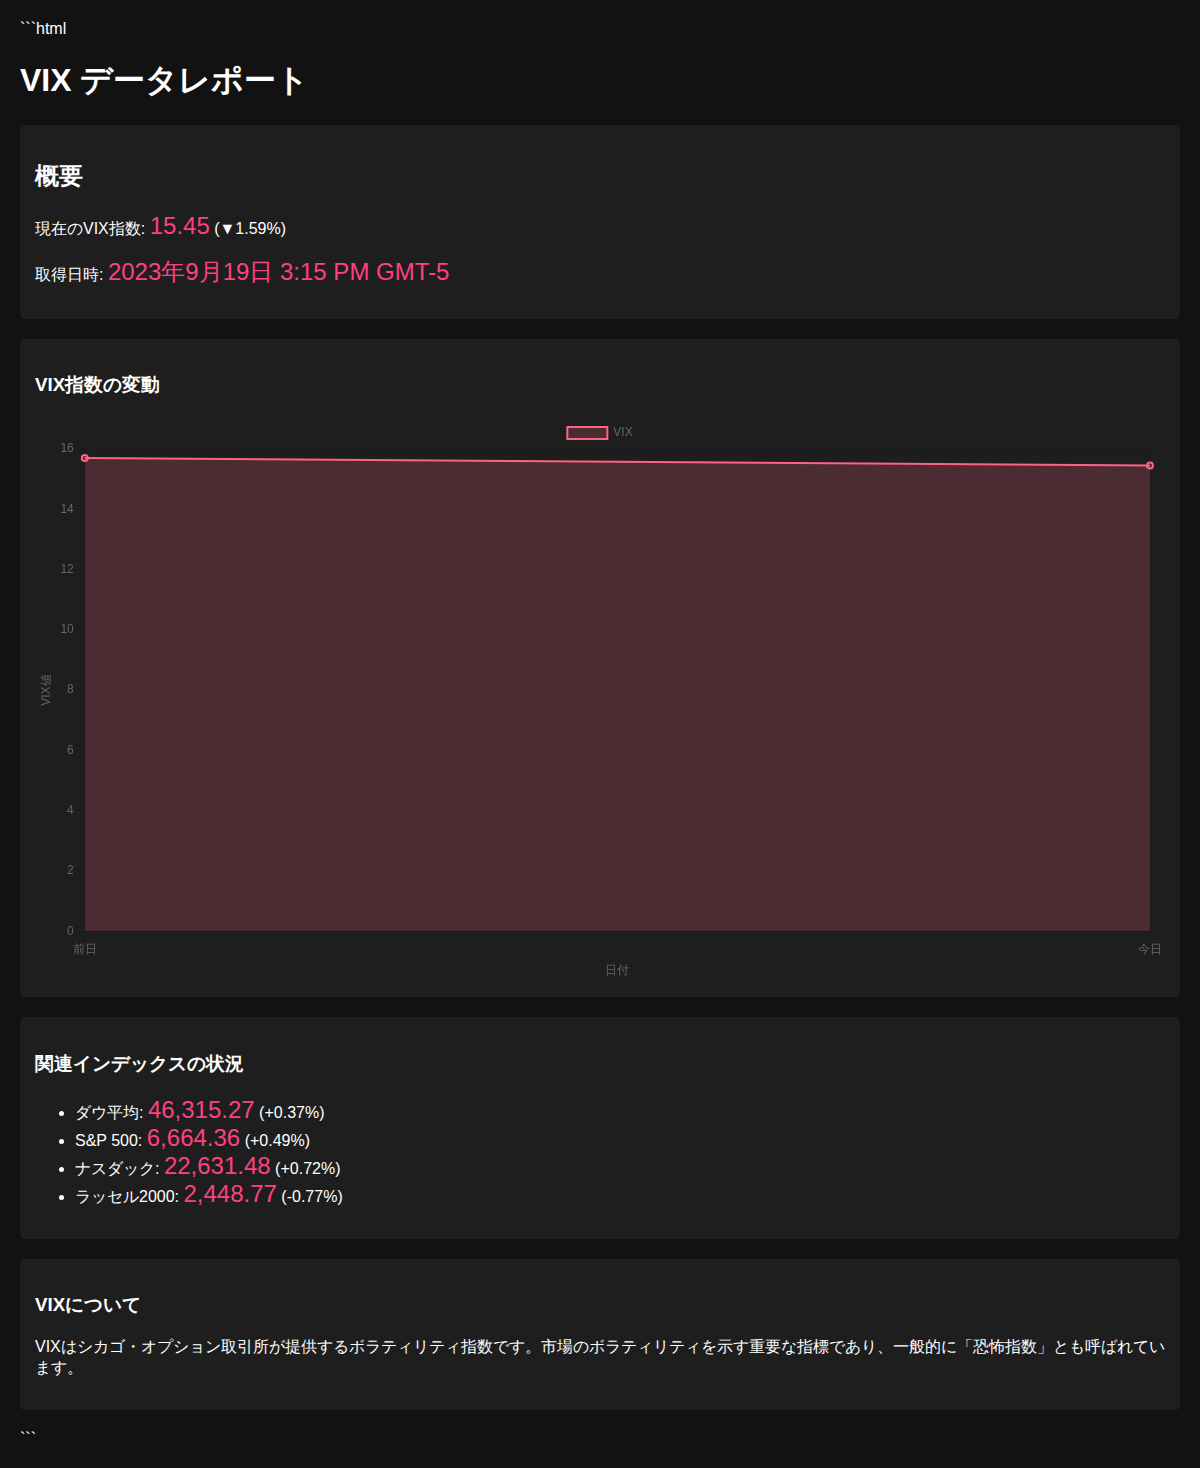 ```html
VIX データレポート
概要
現在のVIX指数: 15.45 (▼1.59%)
取得日時: 2023年9月19日 3:15 PM GMT-5
VIX指数の変動
VIX
16
14
12
10
8
6
4
2
0
VIX値
前日
今日
日付
関連インデックスの状況
• ダウ平均: 46,315.27 (+0.37%)
• S&P 500: 6,664.36 (+0.49%)
• ナスダック: 22,631.48 (+0.72%)
• ラッセル2000: 2,448.77 (-0.77%)
VIXについて
VIXはシカゴ・オプション取引所が提供するボラティリティ指数です。市場のボラティリティを示す重要な指標であり、一般的に「恐怖指数」とも呼ばれてい
ます。
```